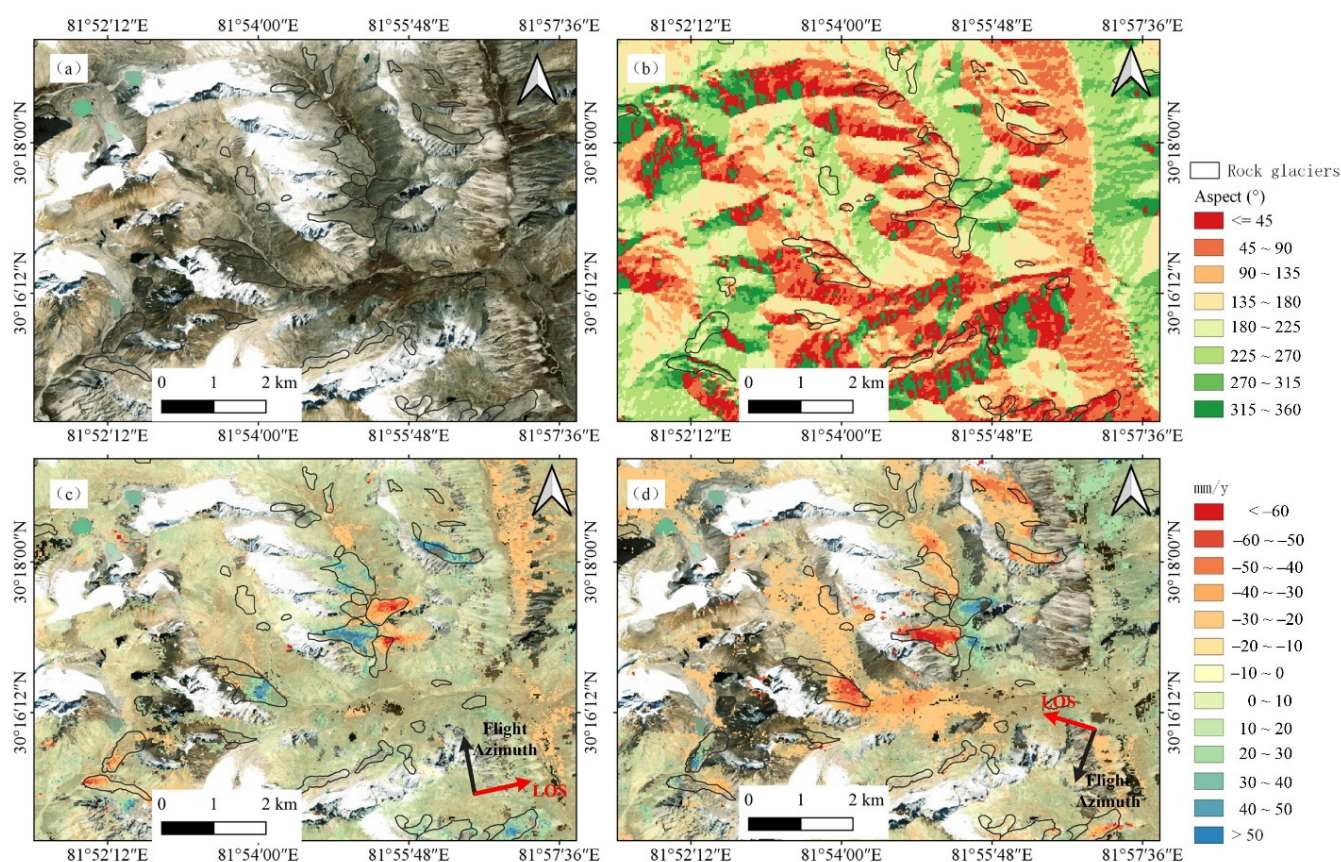 81°52′12″E 81°54′00″E 81°55′48″E 81°57′36″E
81°52′12″E 81°54′00″E 81°55′48″E 81°57′36″E
(a)
(b)
30°18′00″N
30°16′12″N
30°18′00″N
30°16′12″N
Rock glaciers
Aspect (°)
<= 45
45 ~ 90
90 ~ 135
135 ~ 180
180 ~ 225
225 ~ 270
270 ~ 315
315 ~ 360
0 1 2 km
0 1 2 km
81°52′12″E 81°54′00″E 81°55′48″E 81°57′36″E
81°52′12″E 81°54′00″E 81°55′48″E 81°57′36″E
(c)
(d)
30°18′00″N
30°16′12″N
30°18′00″N
30°16′12″N
mm/y
< −60
−60 ~ −50
−50 ~ −40
−40 ~ −30
−30 ~ −20
−20 ~ −10
−10 ~ 0
0 ~ 10
10 ~ 20
20 ~ 30
30 ~ 40
40 ~ 50
> 50
Flight
Azimuth
LOS
LOS
Flight
Azimuth
0 1 2 km
0 1 2 km
81°52′12″E 81°54′00″E 81°55′48″E 81°57′36″E
81°52′12″E 81°54′00″E 81°55′48″E 81°57′36″E